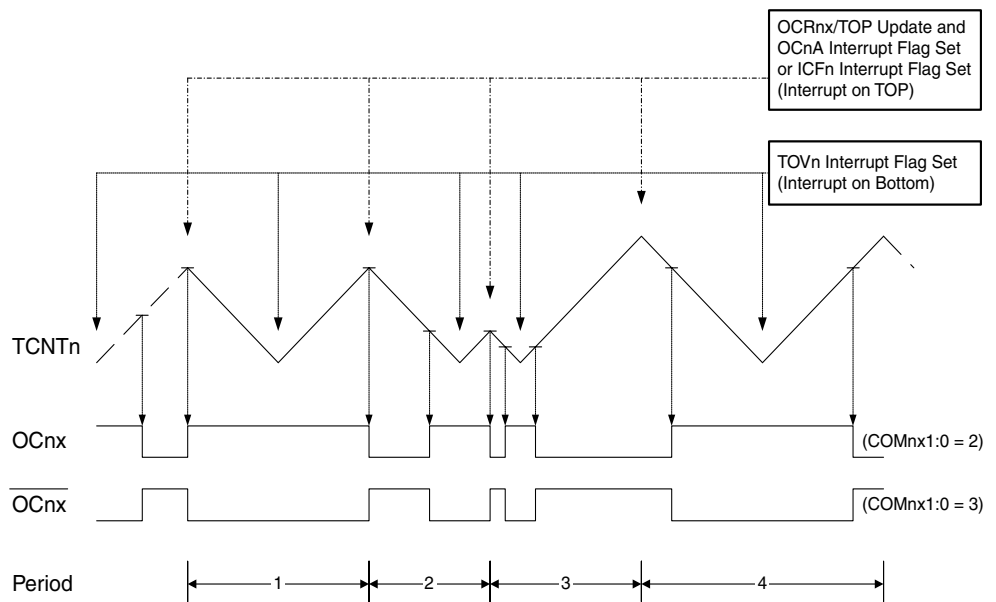 OCRnx/TOP Update and
OCnA Interrupt Flag Set
or ICFn Interrupt Flag Set
(Interrupt on TOP)
TOVn Interrupt Flag Set
(Interrupt on Bottom)
TCNTn
OCnx (COMnx1:0 = 2)
OCnx (COMnx1:0 = 3)
Period 1 2 3 4